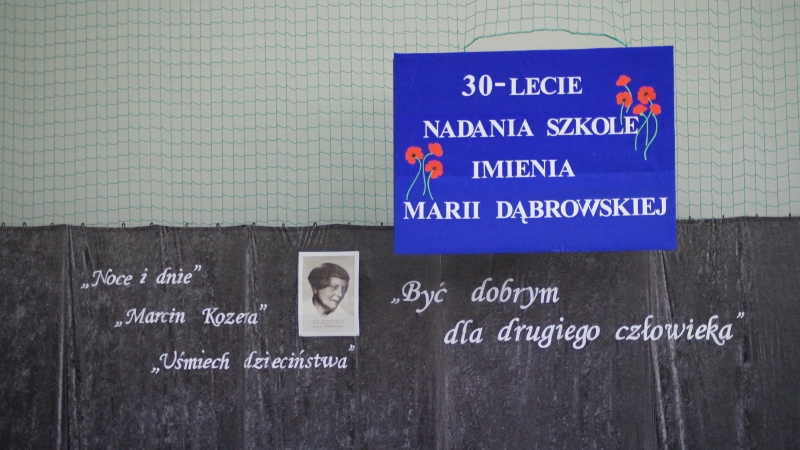 30-LECIE
NADANIA SZKOLE
IMIENIA
MARII DĄBROWSKIEJ
„Noce i dnie”
„Marcin Kozera”
„Uśmiech dzieciństwa”
„Być dobrym
dla drugiego człowieka”